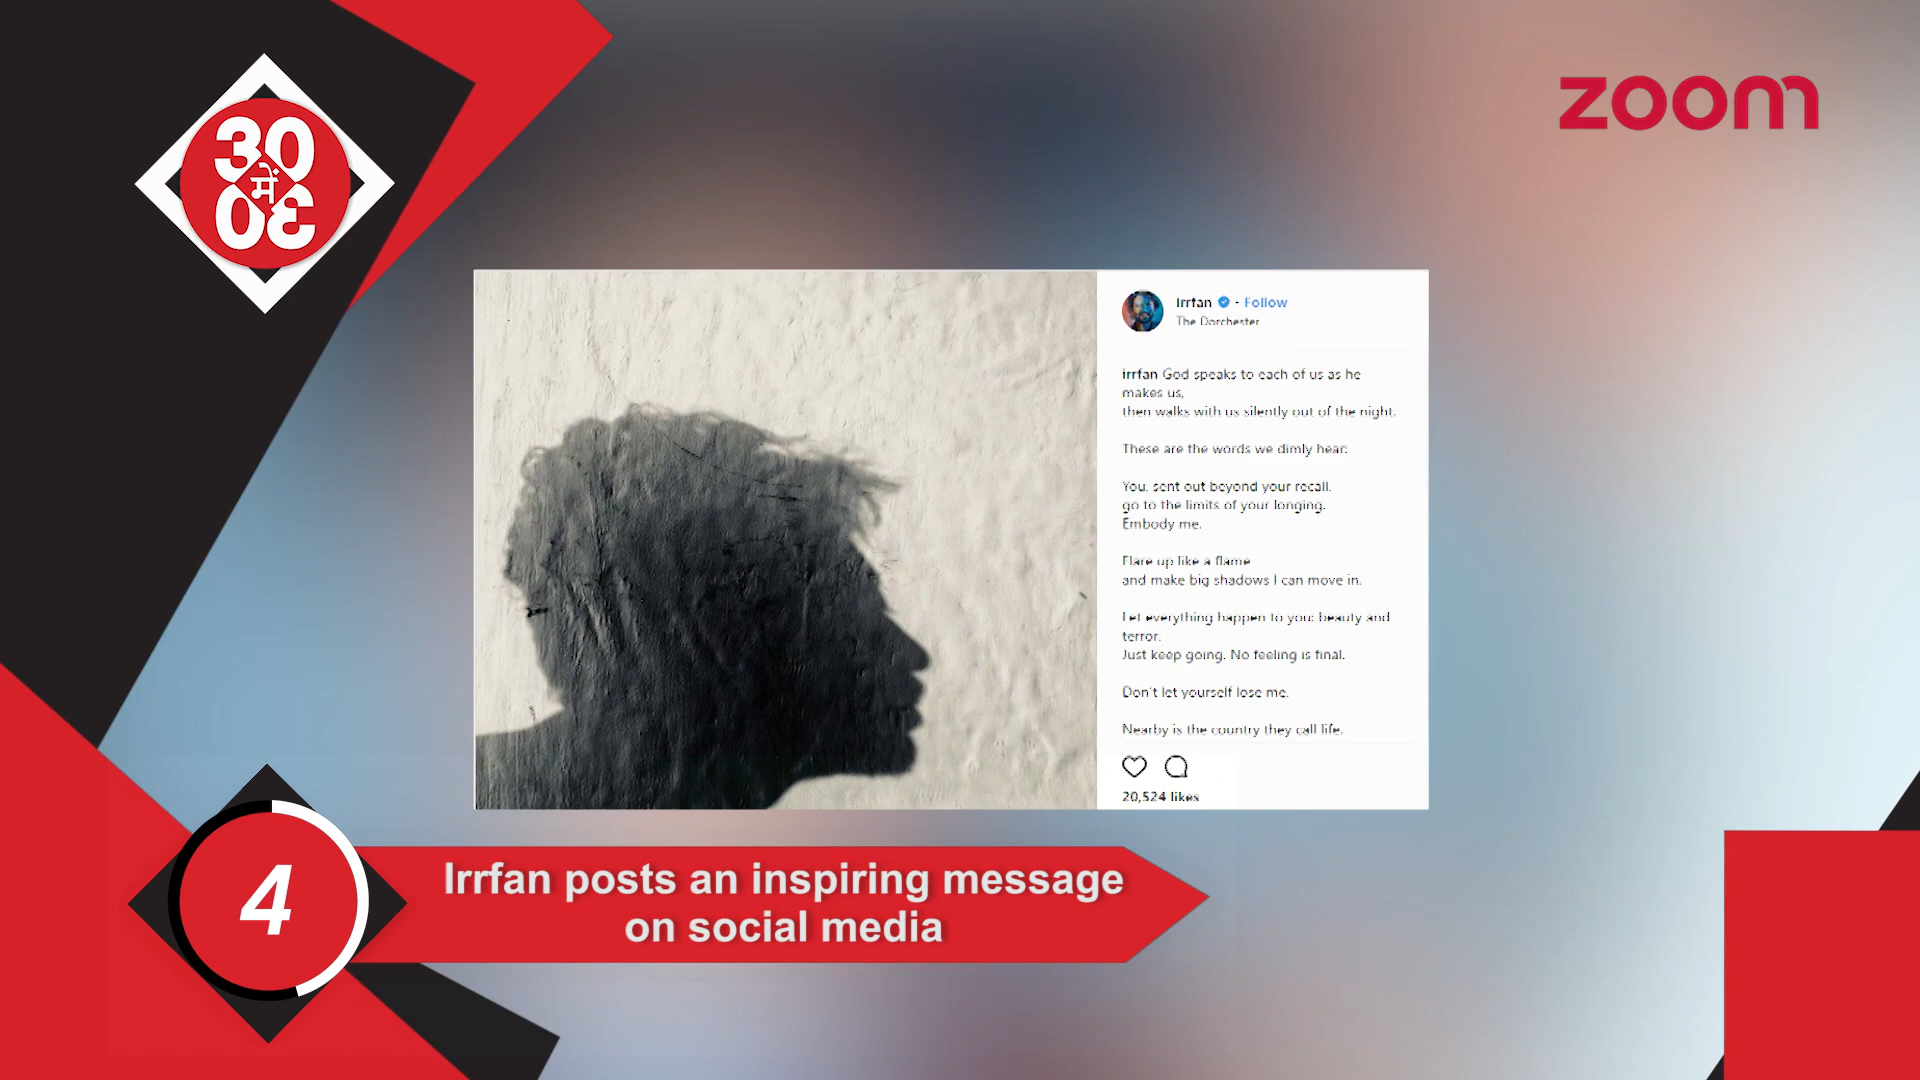 30
में
30
zoom
irrfan - Follow
The Dorchester
irrfan God speaks to each of us as he
makes us,
then walks with us silently out of the night.
These are the words we dimly hear:
You, sent out beyond your recall,
go to the limits of your longing.
Embody me.
Flare up like a flame
and make big shadows I can move in.
Let everything happen to you: beauty and
terror.
Just keep going. No feeling is final.
Don't let yourself lose me.
Nearby is the country they call life.
20,524 likes
4
Irrfan posts an inspiring message
on social media